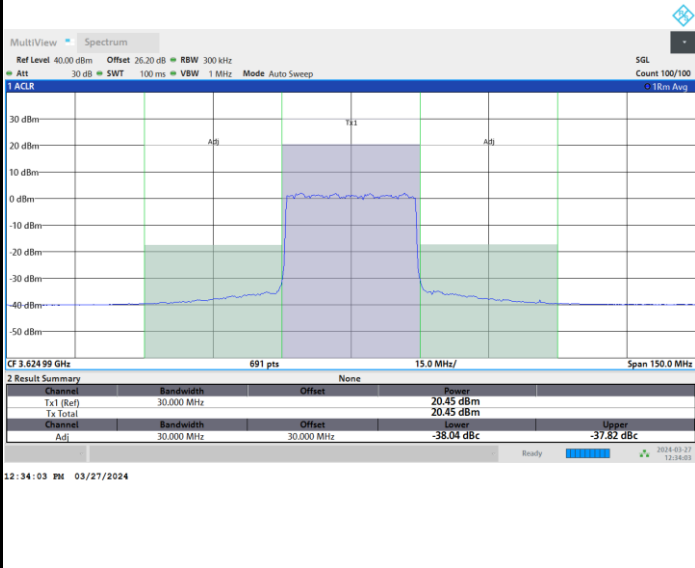 MultiView Spectrum
Ref Level 40.00 dBm Offset 26.20 dB RBW 300 kHz SGL
Att 30 dB SWT 100 ms VBW 1 MHz Mode Auto Sweep Count 100/100
1 ACLR 1Rm Avg
30 dBm
Tx1
20 dBm
Adj
Adj
10 dBm
0 dBm
-10 dBm
-20 dBm
-30 dBm
-40 dBm
-50 dBm
CF 3.62499 GHz 691 pts 15.0 MHz/ Span 150.0 MHz
2 Result Summary None
Channel Bandwidth Offset Power
Tx1 (Ref) 30.000 MHz 20.45 dBm
Tx Total 20.45 dBm
Channel Bandwidth Offset Lower Upper
Adj 30.000 MHz 30.000 MHz -38.04 dBc -37.82 dBc
Ready 2024-03-27
12:34:03
12:34:03 PM 03/27/2024